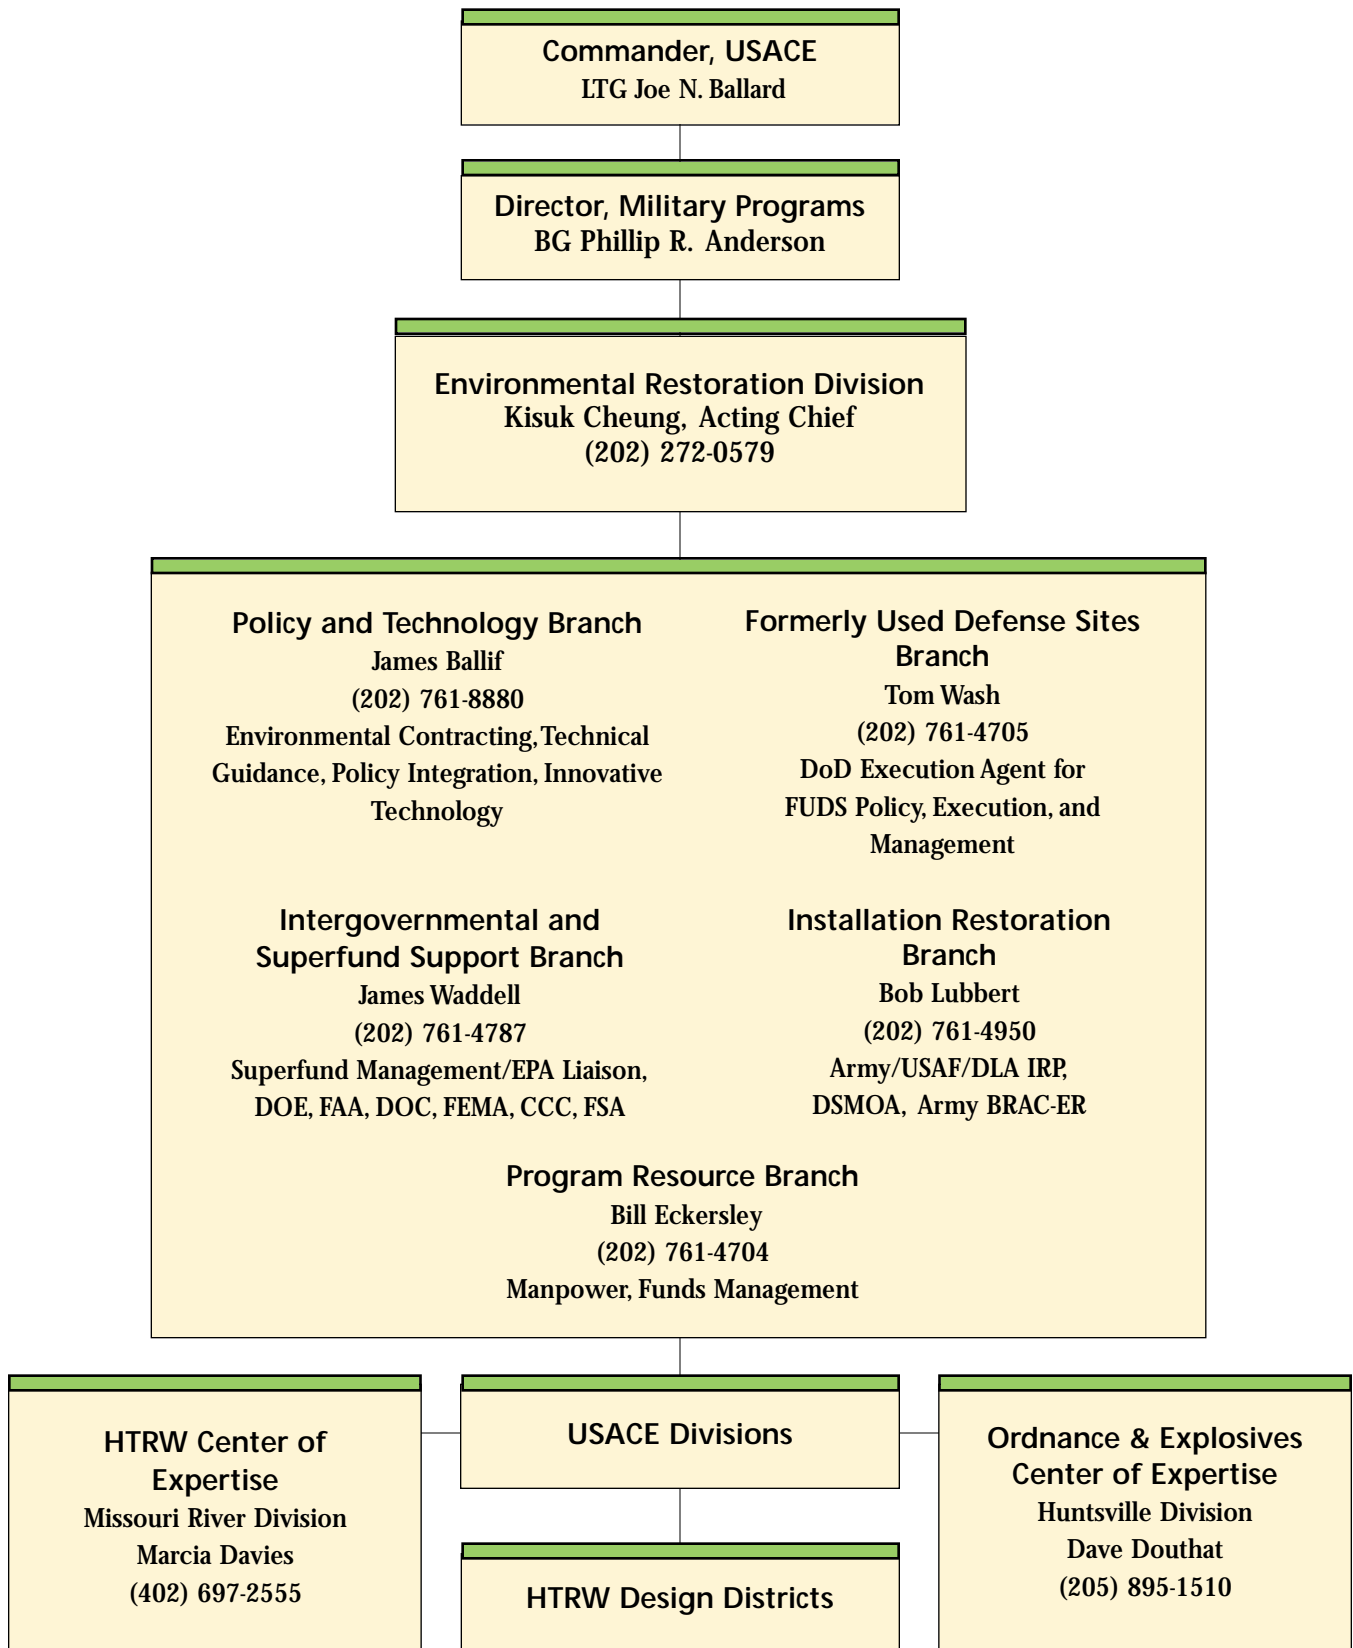 Commander, USACE
LTG Joe N. Ballard
Director, Military Programs
BG Phillip R. Anderson
Environmental Restoration Division
Kisuk Cheung, Acting Chief
(202) 272-0579
Policy and Technology Branch
James Ballif
(202) 761-8880
Environmental Contracting, Technical
Guidance, Policy Integration, Innovative
Technology
Formerly Used Defense Sites
Branch
Tom Wash
(202) 761-4705
DoD Execution Agent for
FUDS Policy, Execution, and
Management
Intergovernmental and
Superfund Support Branch
James Waddell
(202) 761-4787
Superfund Management/EPA Liaison,
DOE, FAA, DOC, FEMA, CCC, FSA
Installation Restoration
Branch
Bob Lubbert
(202) 761-4950
Army/USAF/DLA IRP,
DSMOA, Army BRAC-ER
Program Resource Branch
Bill Eckersley
(202) 761-4704
Manpower, Funds Management
HTRW Center of
Expertise
Missouri River Division
Marcia Davies
(402) 697-2555
USACE Divisions
HTRW Design Districts
Ordnance & Explosives
Center of Expertise
Huntsville Division
Dave Douthat
(205) 895-1510